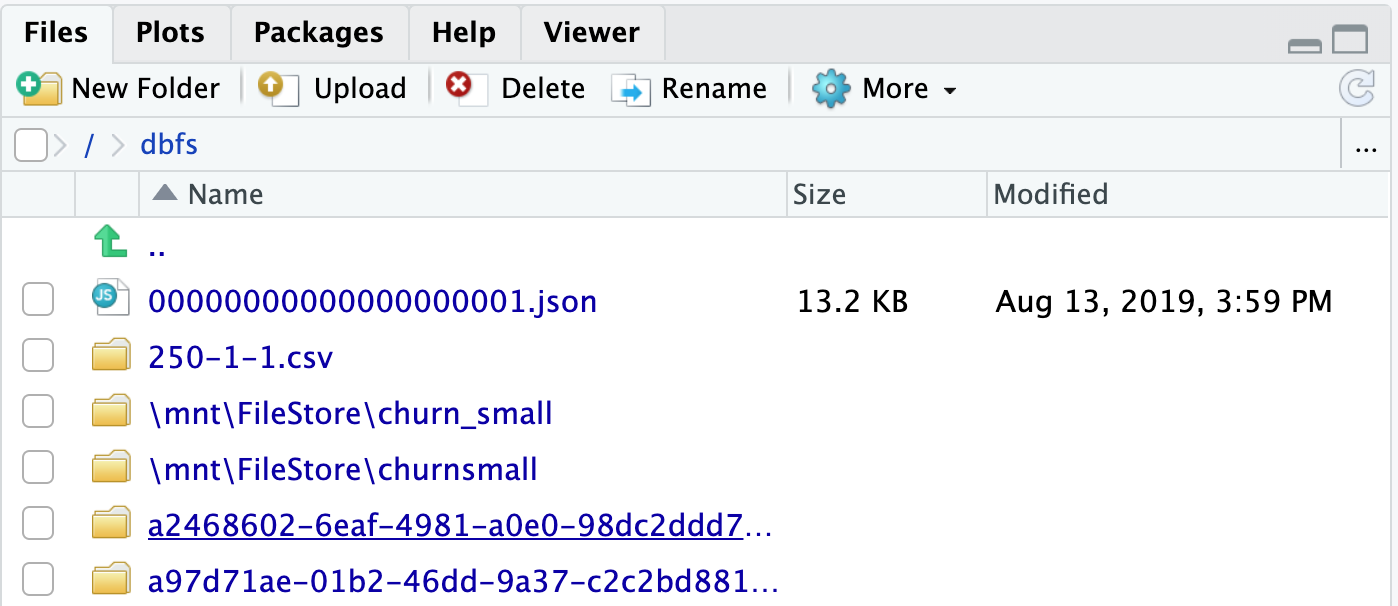 Files Plots Packages Help Viewer
New Folder Upload Delete Rename More
/ dbfs ...
Name Size Modified
..
00000000000000000001.json 13.2 KB Aug 13, 2019, 3:59 PM
250-1-1.csv
\mnt\FileStore\churn_small
\mnt\FileStore\churnsmall
a2468602-6eaf-4981-a0e0-98dc2ddd7...
a97d71ae-01b2-46dd-9a37-c2c2bd881...